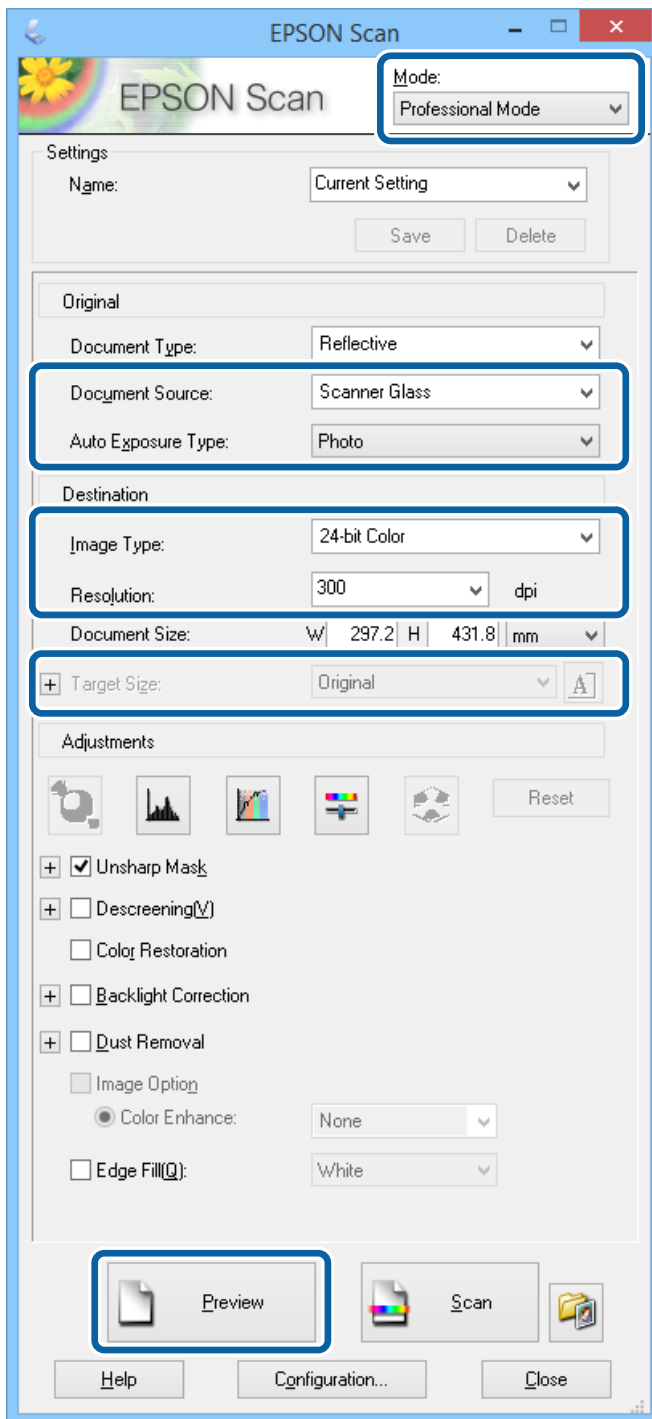 EPSON Scan
EPSON Scan
Mode:
Professional Mode
Settings
Name: Current Setting
Save Delete
Original
Document Type: Reflective
Document Source: Scanner Glass
Auto Exposure Type: Photo
Destination
Image Type: 24-bit Color
Resolution: 300 dpi
Document Size: W 297.2 H 431.8 mm
+ Target Size: Original A
Adjustments
Reset
+ Unsharp Mask
+ Descreening(V)
Color Restoration
+ Backlight Correction
+ Dust Removal
Image Option
Color Enhance: None
Edge Fill(Q): White
Preview Scan
Help Configuration... Close